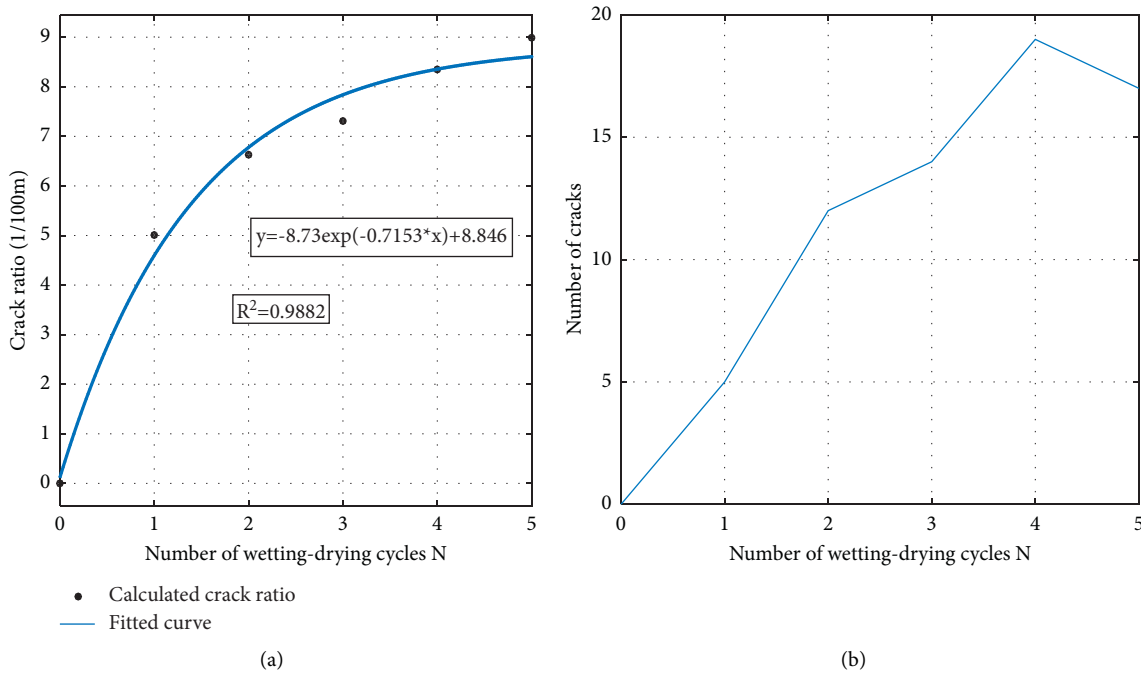 9
8
7
6
5
4
3
2
1
0
Crack ratio (1/100m)
y=-8.73exp(-0.7153*x)+8.846
R²=0.9882
0 1 2 3 4 5
Number of wetting-drying cycles N
Calculated crack ratio
Fitted curve
(a)
20
15
10
5
0
Number of cracks
0 1 2 3 4 5
Number of wetting-drying cycles N
(b)